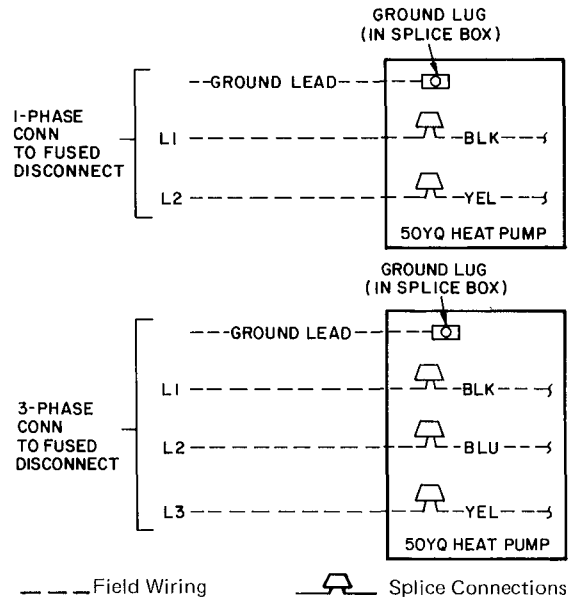 GROUND LUG
(IN SPLICE BOX)
GROUND LEAD
1-PHASE
CONN
TO FUSED
DISCONNECT
L1
BLK
L2
YEL
50YQ HEAT PUMP
GROUND LUG
(IN SPLICE BOX)
GROUND LEAD
3-PHASE
CONN
TO FUSED
DISCONNECT
L1
BLK
L2
BLU
L3
YEL
50YQ HEAT PUMP
Field Wiring
Splice Connections